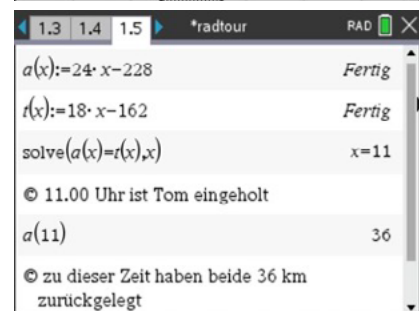 1.3 1.4 1.5 *radtour RAD
a(x):=24· x−228 Fertig
t(x):=18· x−162 Fertig
solve(a(x)=t(x),x) x=11
© 11.00 Uhr ist Tom eingeholt
a(11) 36
© zu dieser Zeit haben beide 36 km
zurückgelegt